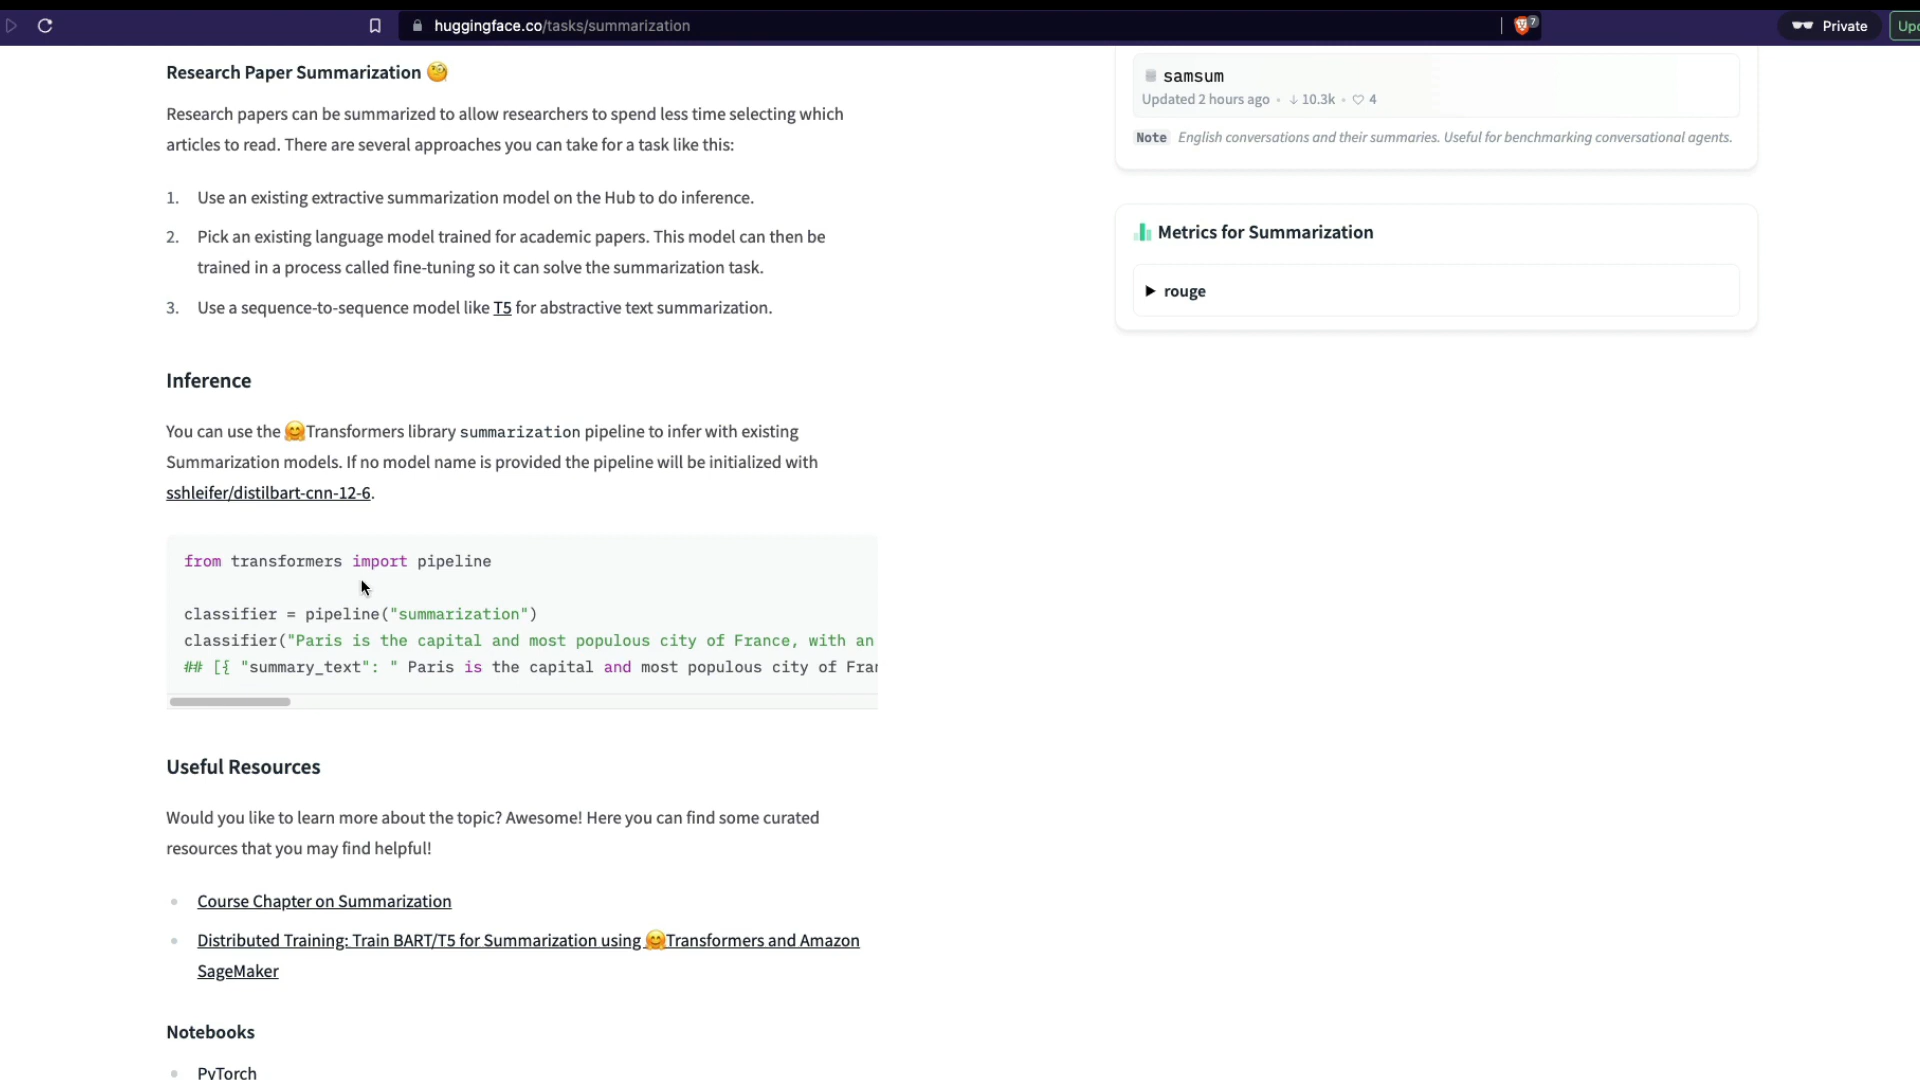 huggingface.co/tasks/summarization
7
Private
Research Paper Summarization 🧐
Research papers can be summarized to allow researchers to spend less time selecting which
articles to read. There are several approaches you can take for a task like this:
1. Use an existing extractive summarization model on the Hub to do inference.
2. Pick an existing language model trained for academic papers. This model can then be
trained in a process called fine-tuning so it can solve the summarization task.
3. Use a sequence-to-sequence model like T5 for abstractive text summarization.
Inference
You can use the 🤗Transformers library summarization pipeline to infer with existing
Summarization models. If no model name is provided the pipeline will be initialized with
sshleifer/distilbart-cnn-12-6.
from transformers import pipeline
classifier = pipeline("summarization")
classifier("Paris is the capital and most populous city of France, with an
## [{ "summary_text": " Paris is the capital and most populous city of Fran
Useful Resources
Would you like to learn more about the topic? Awesome! Here you can find some curated
resources that you may find helpful!
Course Chapter on Summarization
Distributed Training: Train BART/T5 for Summarization using 🤗Transformers and Amazon
SageMaker
Notebooks
PyTorch
samsum
Updated 2 hours ago • ↓ 10.3k • ♡ 4
Note English conversations and their summaries. Useful for benchmarking conversational agents.
Metrics for Summarization
▶ rouge